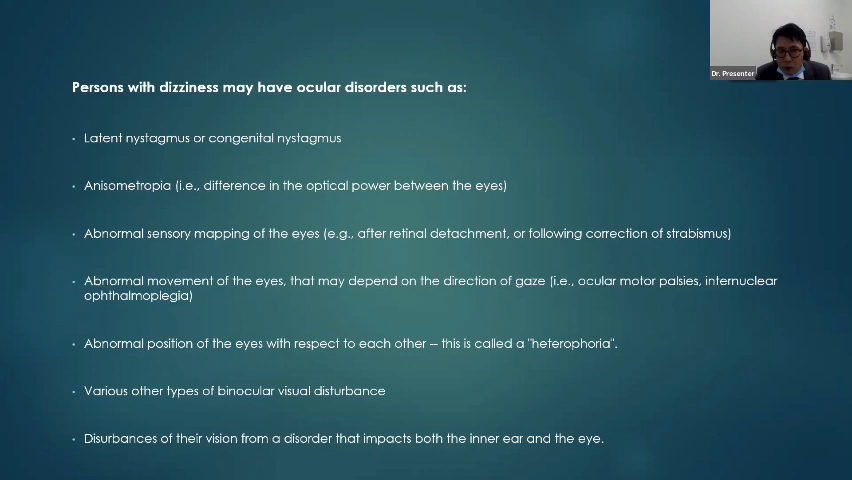 Dr. Presenter
Persons with dizziness may have ocular disorders such as:
• Latent nystagmus or congenital nystagmus
• Anisometropia (i.e., difference in the optical power between the eyes)
• Abnormal sensory mapping of the eyes (e.g., after retinal detachment, or following correction of strabismus)
• Abnormal movement of the eyes, that may depend on the direction of gaze (i.e., ocular motor palsies, internuclear
ophthalmoplegia)
• Abnormal position of the eyes with respect to each other -- this is called a "heterophoria".
• Various other types of binocular visual disturbance
• Disurbances of their vision from a disorder that impacts both the inner ear and the eye.